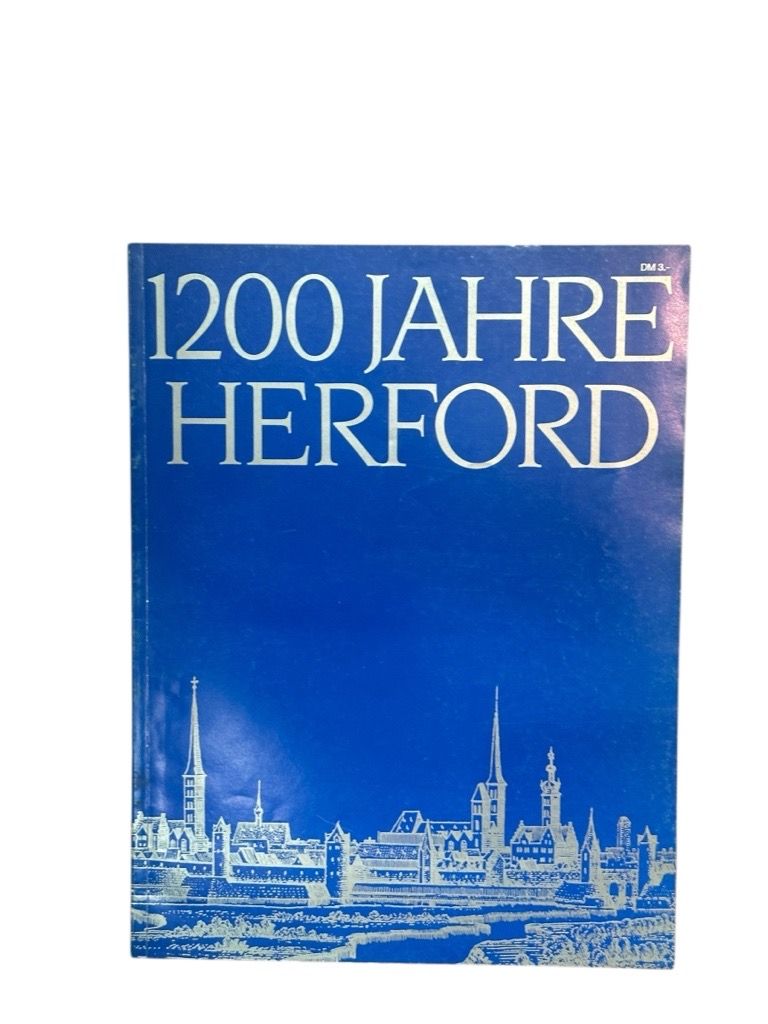 DM 3.-
1200 JAHRE
HERFORD